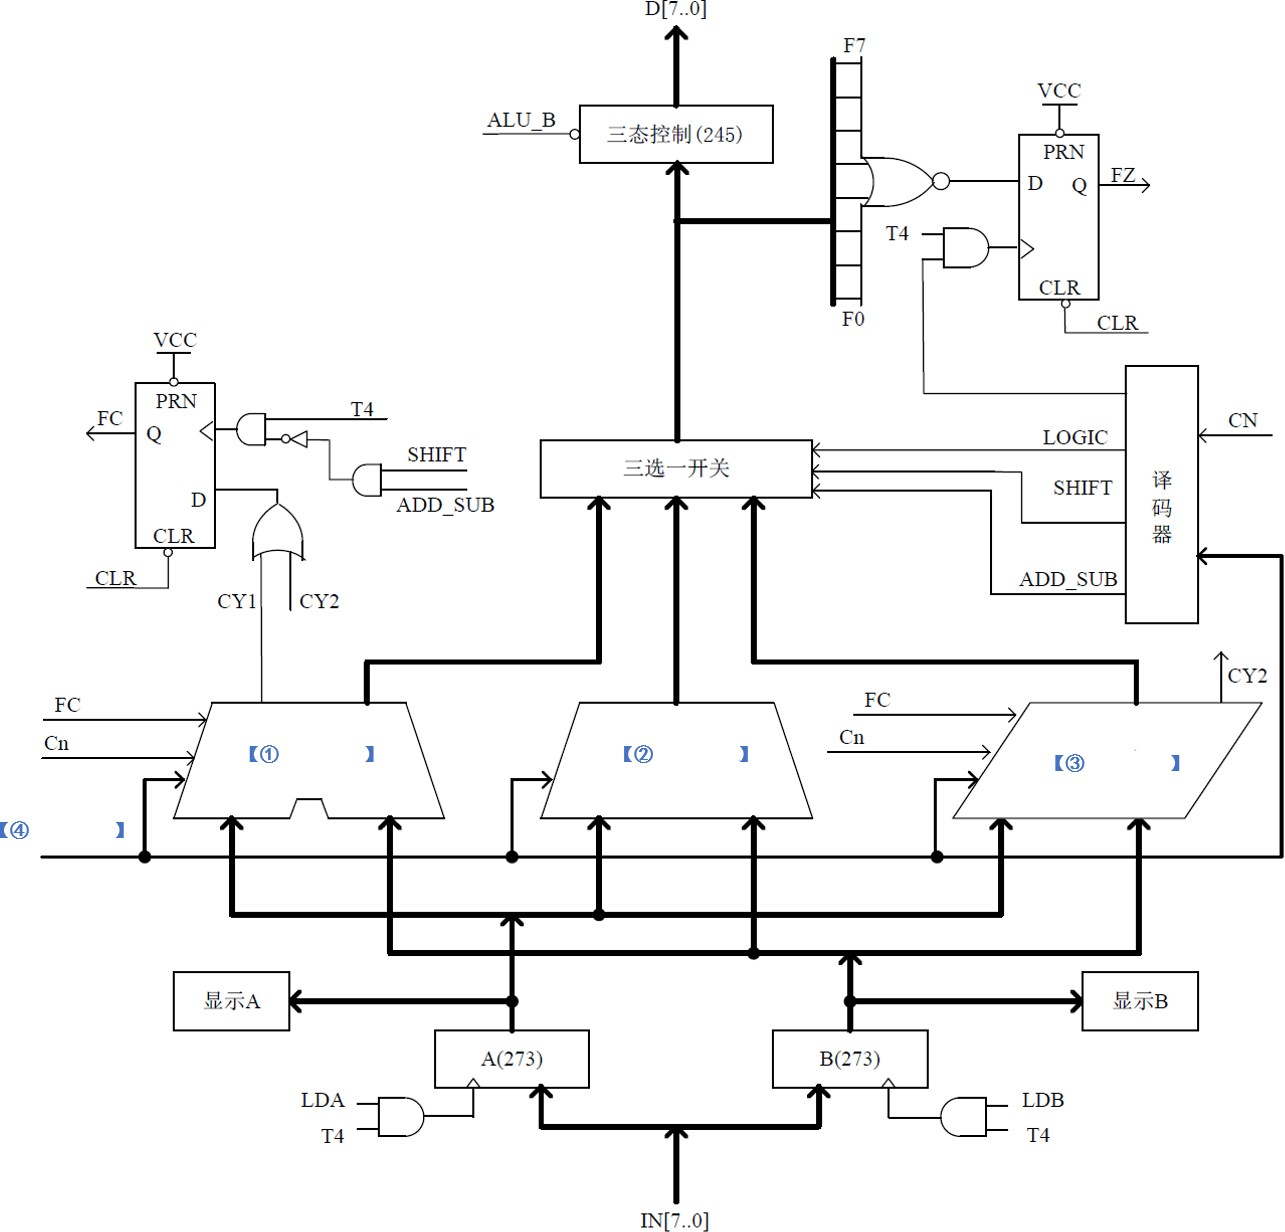 D[7..0]
F7
ALU_B
三态控制(245)
VCC
PRN
D
Q
FZ
T4
CLR
CLR
F0
VCC
PRN
FC
Q
T4
SHIFT
ADD_SUB
D
CLR
CLR
CY1
CY2
三选一开关
LOGIC
SHIFT
ADD_SUB
CN
译
码
器
CY2
FC
Cn
【① 】
【② 】
FC
Cn
【③ 】
【④ 】
显示A
显示B
A(273)
B(273)
LDA
T4
LDB
T4
IN[7..0]